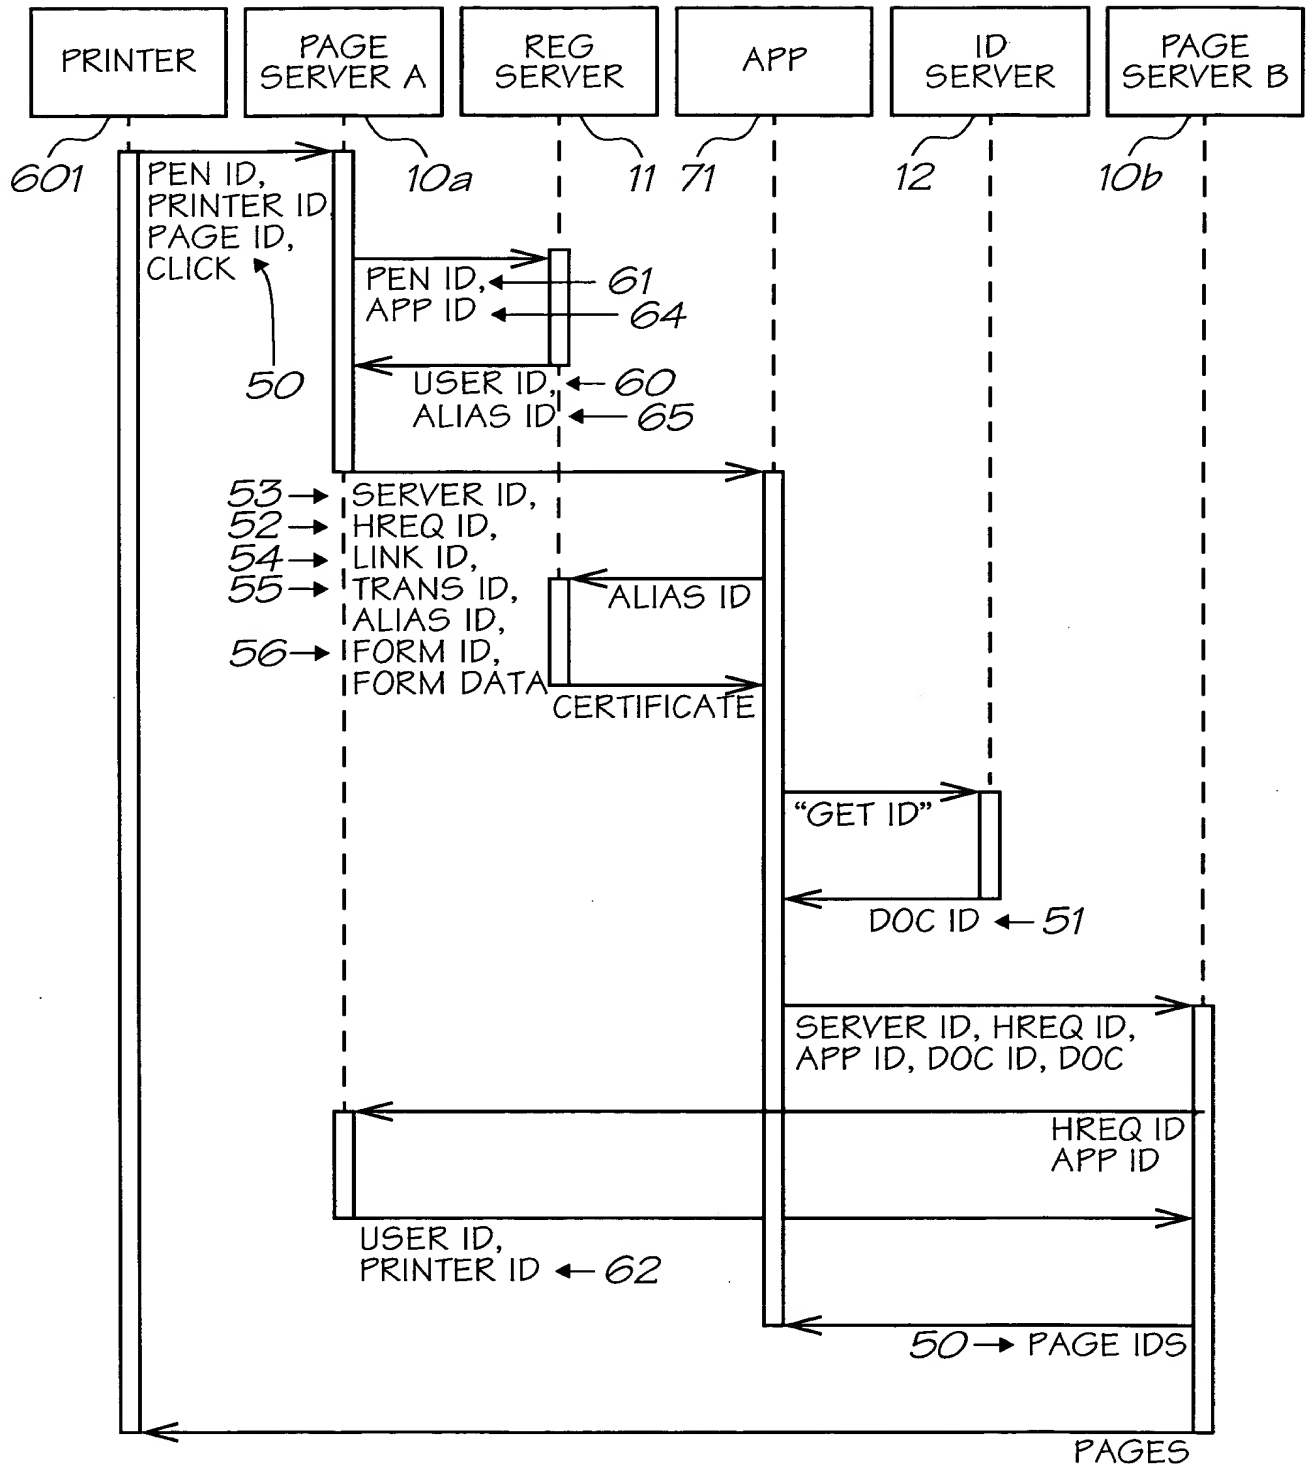 PRINTER
PAGE
SERVER A
REG
SERVER
APP
ID
SERVER
PAGE
SERVER B
601
10a
11
71
12
10b
PEN ID,
PRINTER ID
PAGE ID,
CLICK
50
PEN ID, 61
APP ID 64
USER ID, 60
ALIAS ID 65
53 SERVER ID,
52 HREQ ID,
54 LINK ID,
55 TRANS ID,
ALIAS ID,
56 FORM ID,
FORM DATA
ALIAS ID
CERTIFICATE
“GET ID”
DOC ID 51
SERVER ID, HREQ ID,
APP ID, DOC ID, DOC
HREQ ID
APP ID
USER ID,
PRINTER ID 62
50 PAGE IDS
PAGES